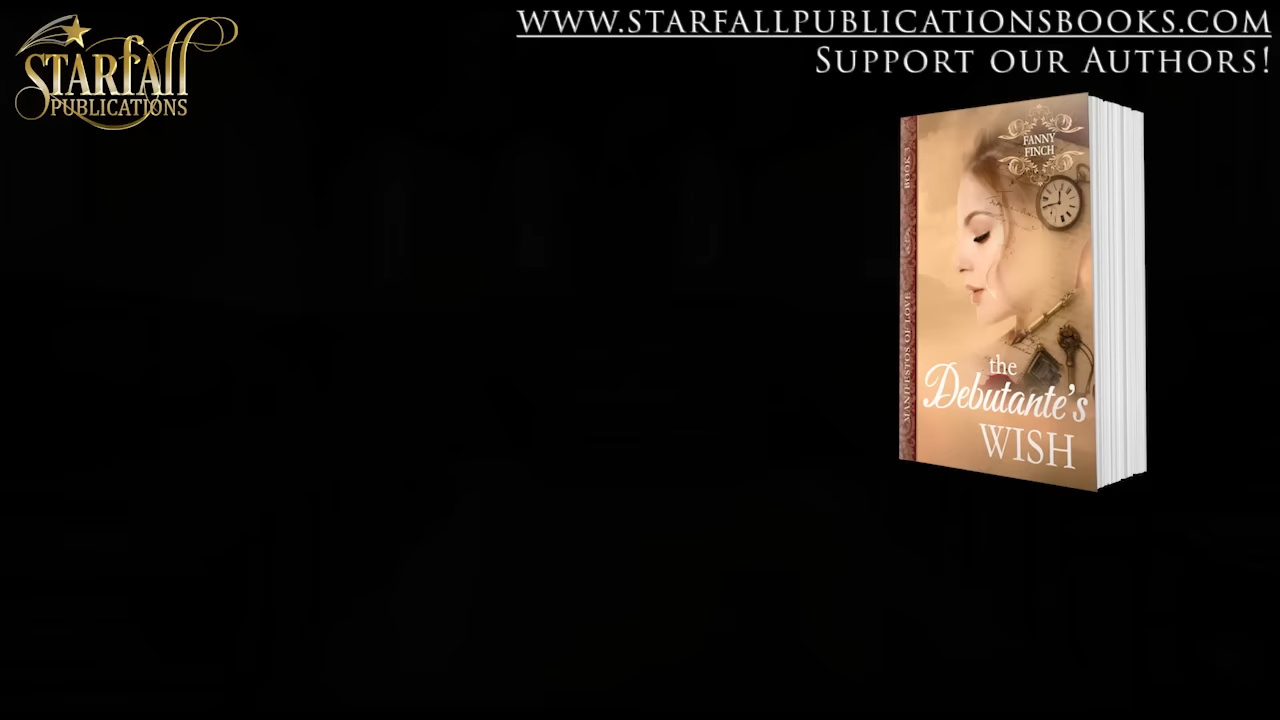 STARfall
PUBLICATIONS
WWW.STARFALLPUBLICATIONSBOOKS.COM
SUPPORT OUR AUTHORS!
FANNY
FINCH
BOOK 3
MANIFESTOS OF LOVE
the
Debutante's
WISH